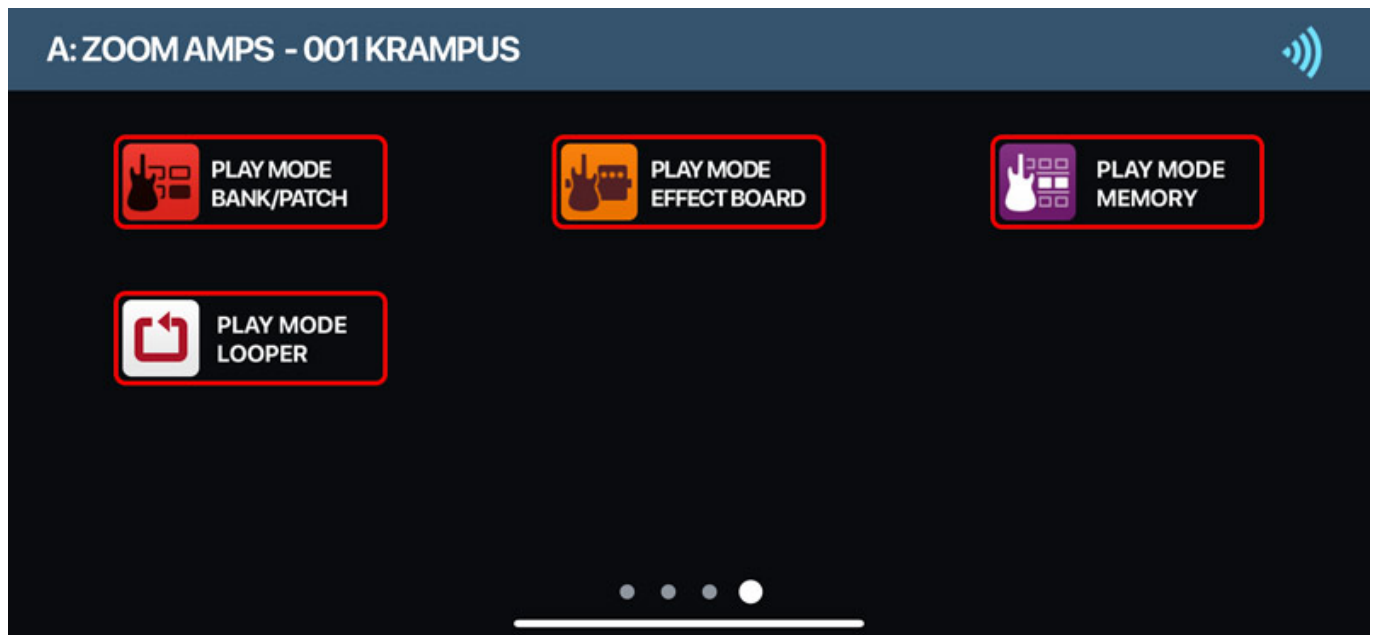 A: ZOOM AMPS - 001 KRAMPUS
PLAY MODE
BANK/PATCH
PLAY MODE
EFFECT BOARD
PLAY MODE
MEMORY
PLAY MODE
LOOPER